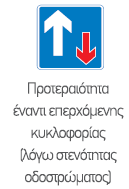 Προτεραιότητα
έναντι επερχόμενης
κυκλοφορίας
(λόγω στενότητας
οδοστρώματος)